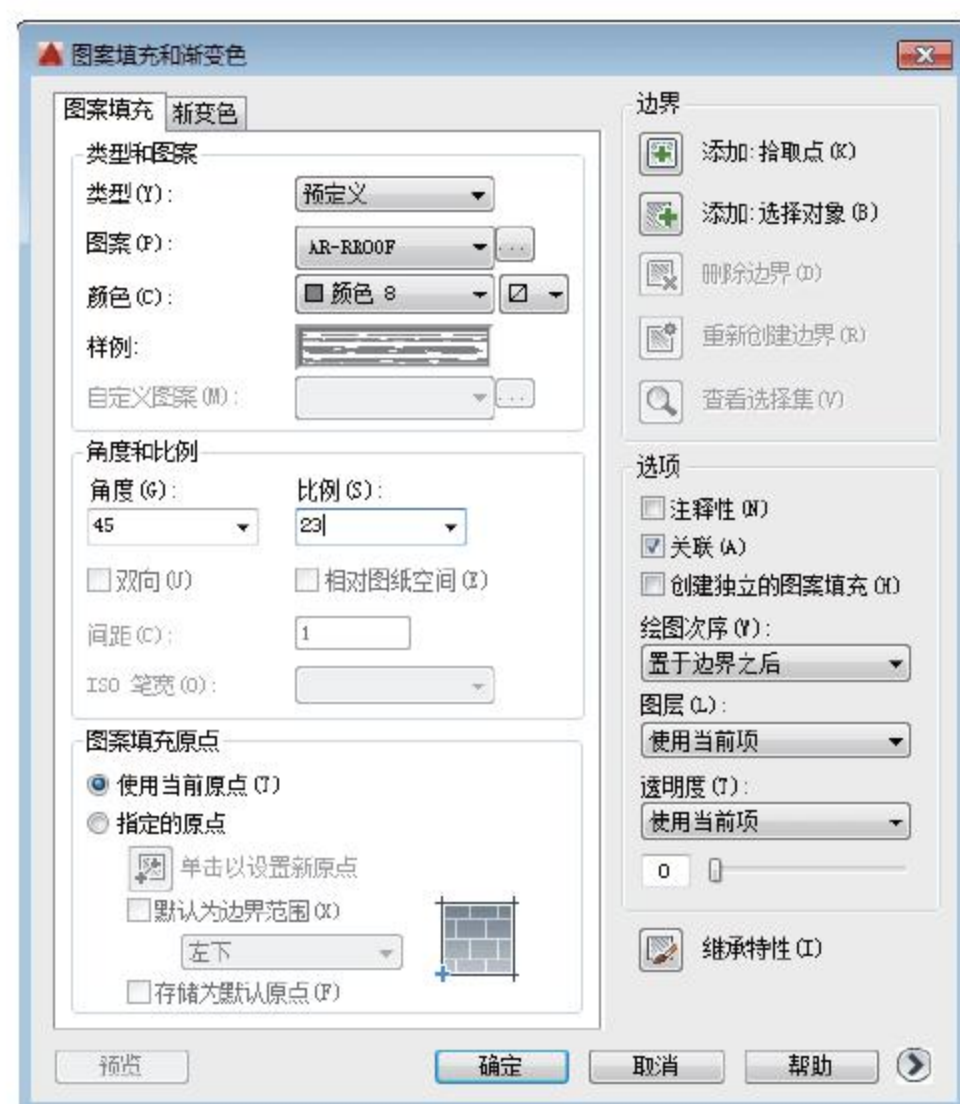 图案填充和渐变色
图案填充 渐变色
类型和图案
类型(Y): 预定义
图案(P): AR-RROOF ...
颜色(C): 颜色 8
样例:
自定义图案(M): ...
角度和比例
角度(G): 比例(S):
45 23
双向(U) 相对图纸空间(E)
间距(C): 1
ISO 笔宽(O):
图案填充原点
使用当前原点(T)
指定的原点
单击以设置新原点
默认为边界范围(X)
左下
存储为默认原点(F)
预览
边界
添加:拾取点(K)
添加:选择对象(B)
删除边界(D)
重新创建边界(R)
查看选择集(V)
选项
注释性(N)
关联(A)
创建独立的图案填充(H)
绘图次序(W):
置于边界之后
图层(L):
使用当前项
透明度(T):
使用当前项
0
继承特性(I)
确定 取消 帮助